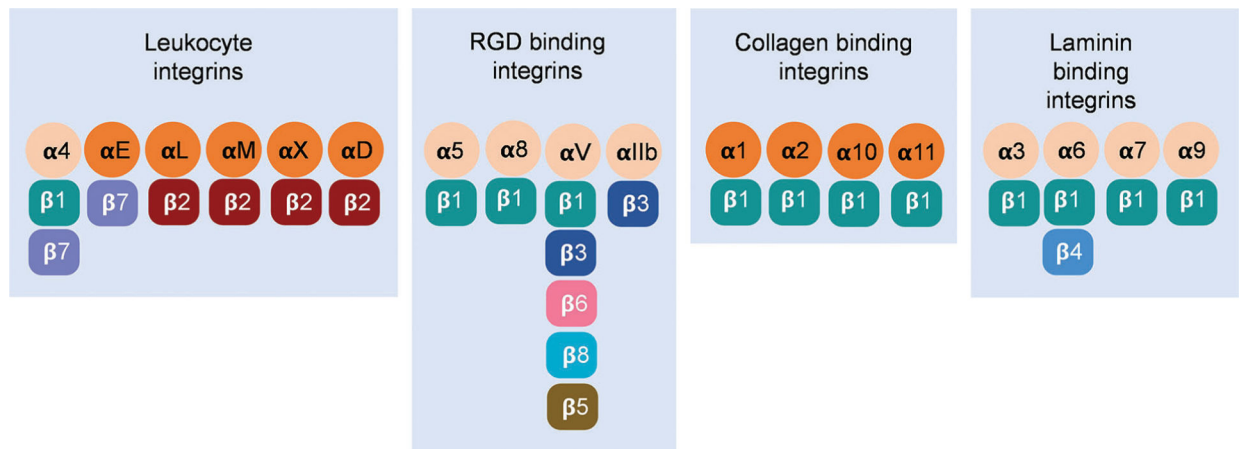 Leukocyte
integrins
α4 αE αL αM αX αD
β1 β7 β2 β2 β2 β2
β7
RGD binding
integrins
α5 α8 αV αIIb
β1 β1 β1 β3
β3
β6
β8
β5
Collagen binding
integrins
α1 α2 α10 α11
β1 β1 β1 β1
Laminin
binding
integrins
α3 α6 α7 α9
β1 β1 β1 β1
β4